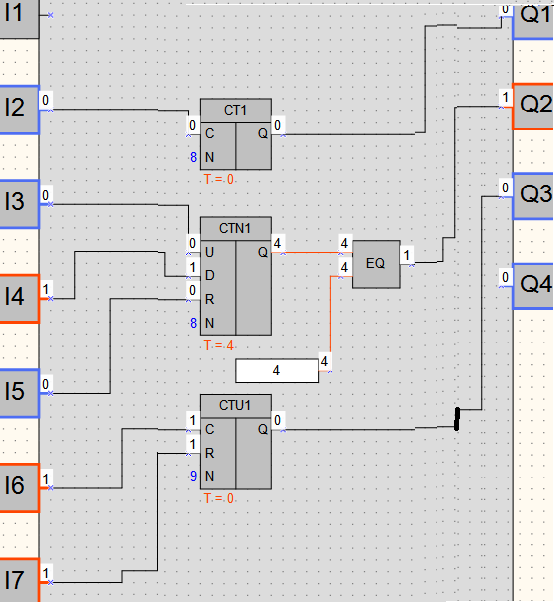 I1
0
Q1
I2
0
CT1
0
C
Q
0
8
N
T = 0
1
Q2
I3
0
CTN1
0
U
Q
4
4
1
D
4
EQ
1
0
R
8
N
T = 4
0
Q3
I4
1
0
Q4
4
4
I5
0
CTU1
1
C
Q
0
1
R
9
N
T = 0
I6
1
I7
1